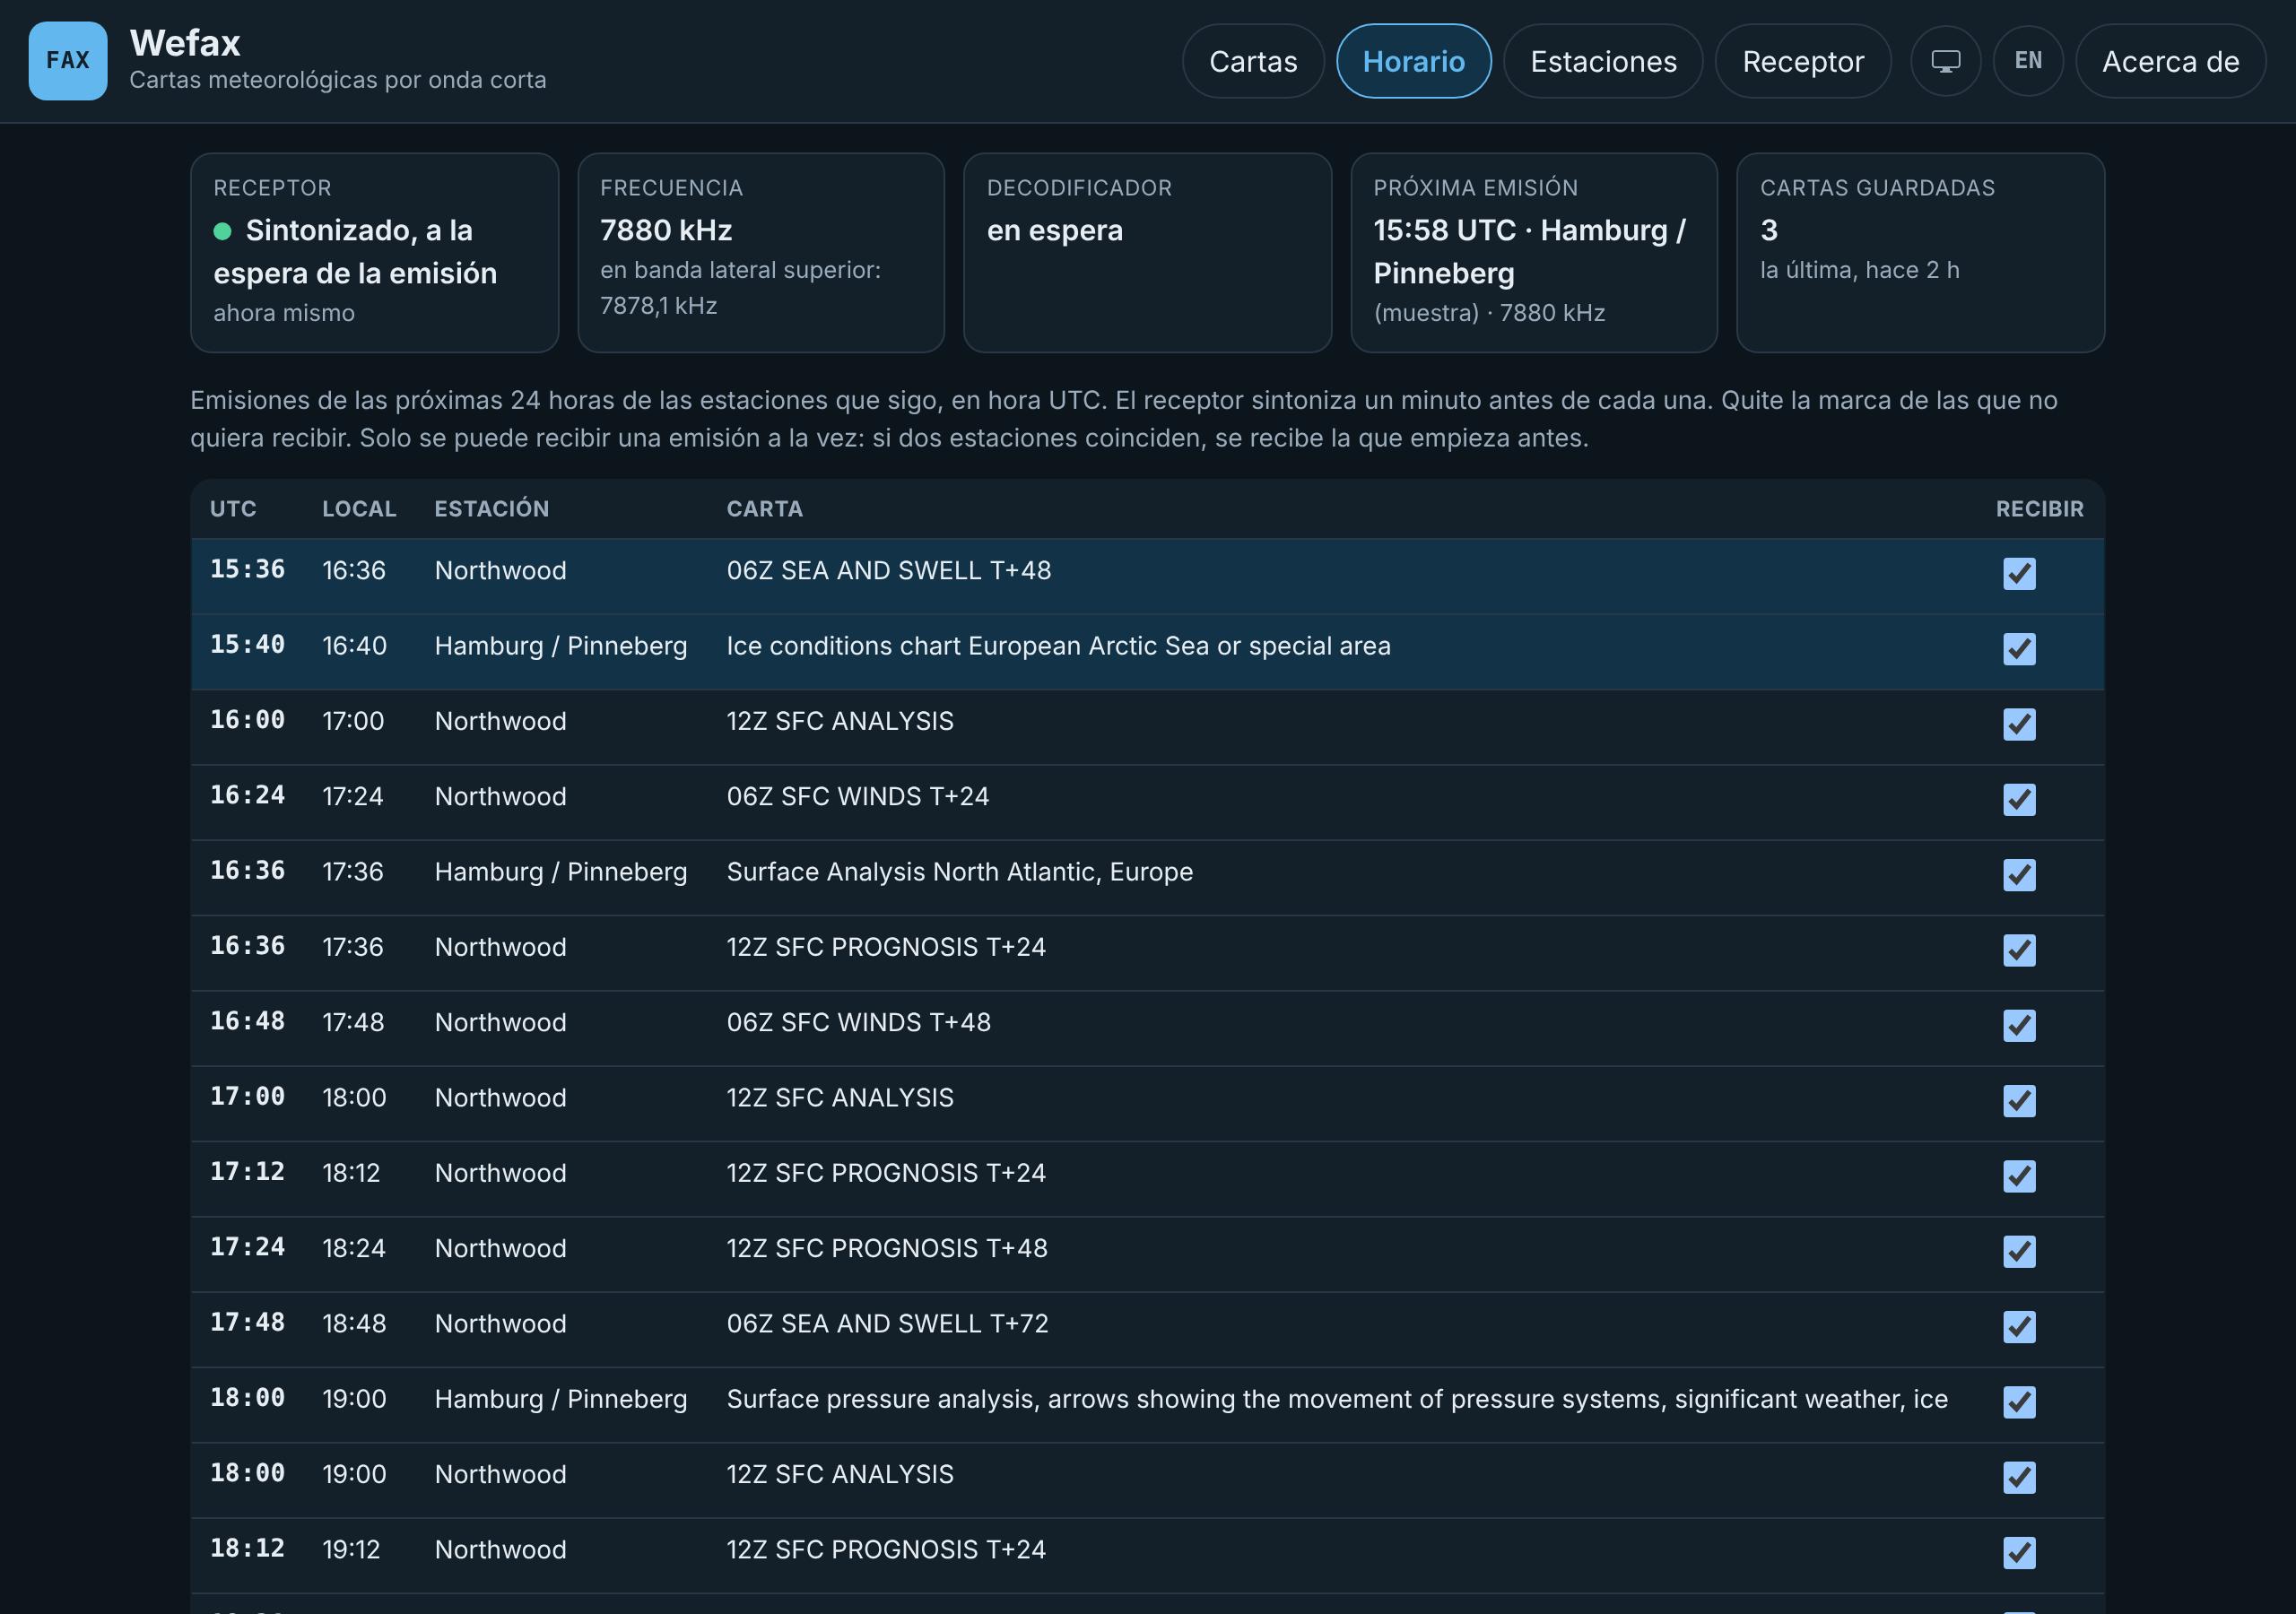 FAX
Wefax
Cartas meteorológicas por onda corta
Cartas
Horario
Estaciones
Receptor
EN
Acerca de
RECEPTOR
Sintonizado, a la
espera de la emisión
ahora mismo
FRECUENCIA
7880 kHz
en banda lateral superior:
7878,1 kHz
DECODIFICADOR
en espera
PRÓXIMA EMISIÓN
15:58 UTC · Hamburg /
Pinneberg
(muestra) · 7880 kHz
CARTAS GUARDADAS
3
la última, hace 2 h
Emisiones de las próximas 24 horas de las estaciones que sigo, en hora UTC. El receptor sintoniza un minuto antes de cada una. Quite la marca de las que no
quiera recibir. Solo se puede recibir una emisión a la vez: si dos estaciones coinciden, se recibe la que empieza antes.
UTC LOCAL ESTACIÓN CARTA RECIBIR
15:36 16:36 Northwood 06Z SEA AND SWELL T+48
15:40 16:40 Hamburg / Pinneberg Ice conditions chart European Arctic Sea or special area
16:00 17:00 Northwood 12Z SFC ANALYSIS
16:24 17:24 Northwood 06Z SFC WINDS T+24
16:36 17:36 Hamburg / Pinneberg Surface Analysis North Atlantic, Europe
16:36 17:36 Northwood 12Z SFC PROGNOSIS T+24
16:48 17:48 Northwood 06Z SFC WINDS T+48
17:00 18:00 Northwood 12Z SFC ANALYSIS
17:12 18:12 Northwood 12Z SFC PROGNOSIS T+24
17:24 18:24 Northwood 12Z SFC PROGNOSIS T+48
17:48 18:48 Northwood 06Z SEA AND SWELL T+72
18:00 19:00 Hamburg / Pinneberg Surface pressure analysis, arrows showing the movement of pressure systems, significant weather, ice
18:00 19:00 Northwood 12Z SFC ANALYSIS
18:12 19:12 Northwood 12Z SFC PROGNOSIS T+24